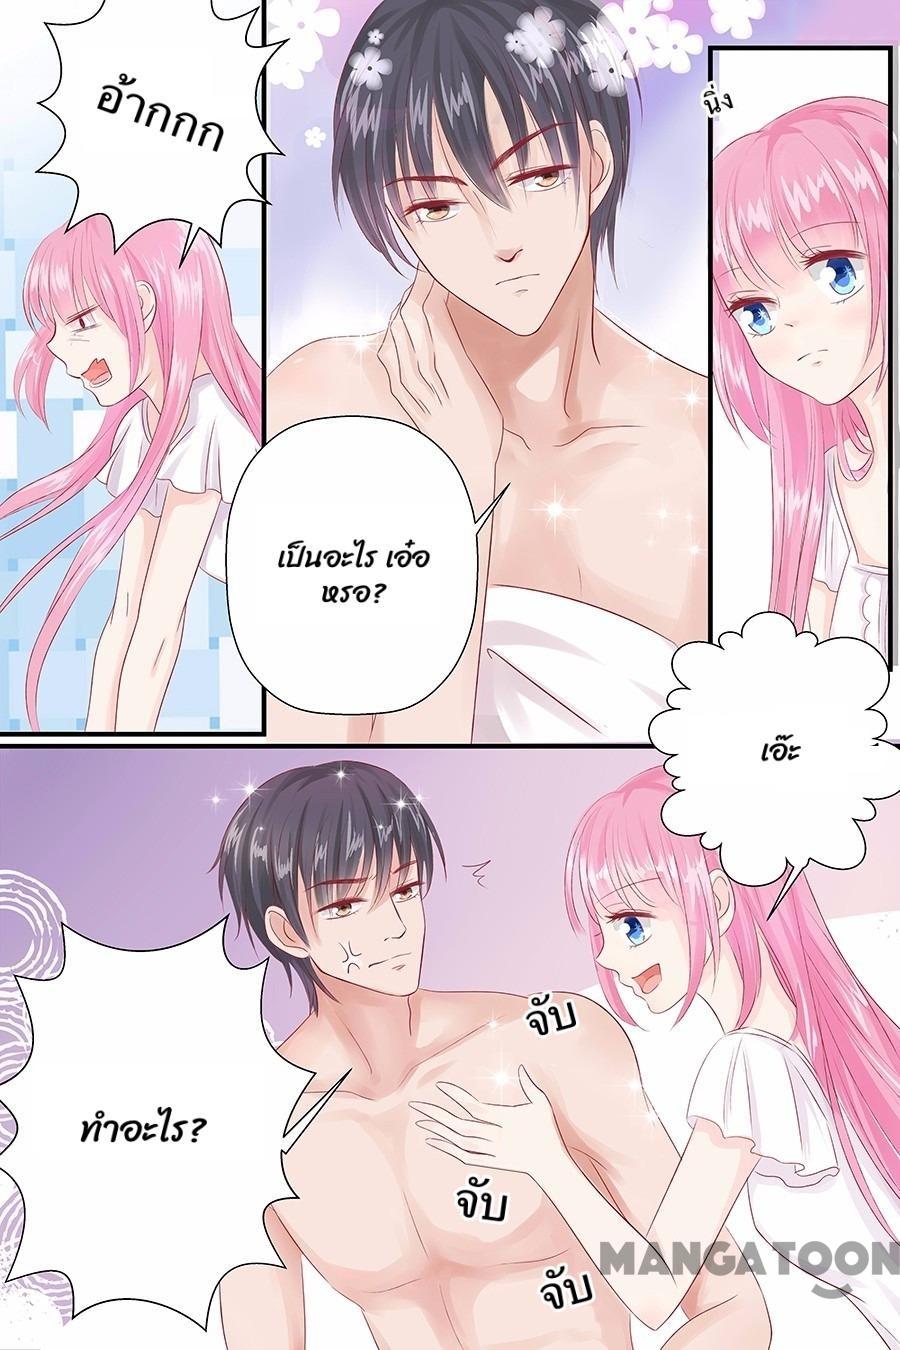 อ้ากกก
นิ่ง
เป็นอะไร เอ๋อ
หรอ?
เอ๊ะ
จับ
ทำอะไร?
จับ
จับ
MANGATOON